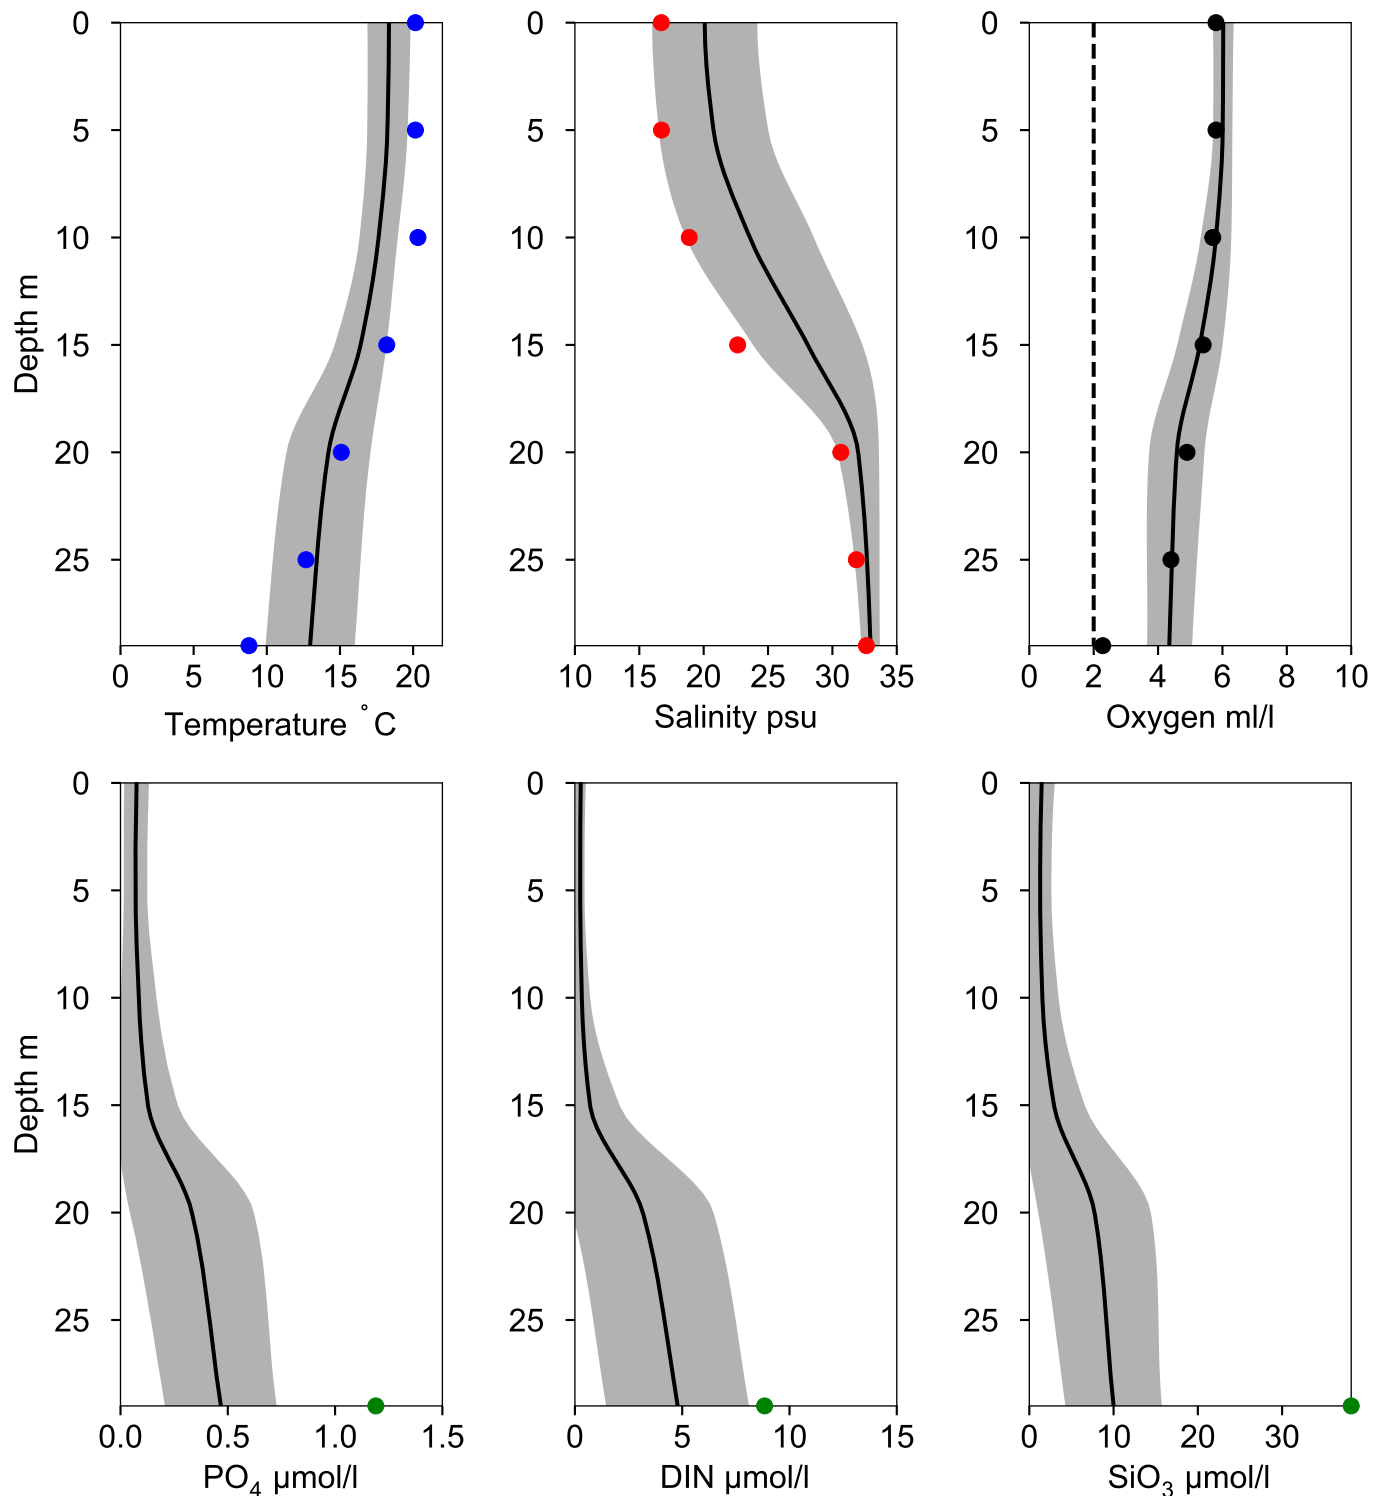 0 0 0
5 5 5
10 10 10
15 15 15
20 20 20
25 25 25
Depth m
0 5 10 15 20 10 15 20 25 30 35 0 2 4 6 8 10
Temperature °C Salinity psu Oxygen ml/l
0 0 0
5 5 5
10 10 10
15 15 15
20 20 20
25 25 25
Depth m
0.0 0.5 1.0 1.5 0 5 10 15 0 10 20 30
PO₄ µmol/l DIN µmol/l SiO₃ µmol/l